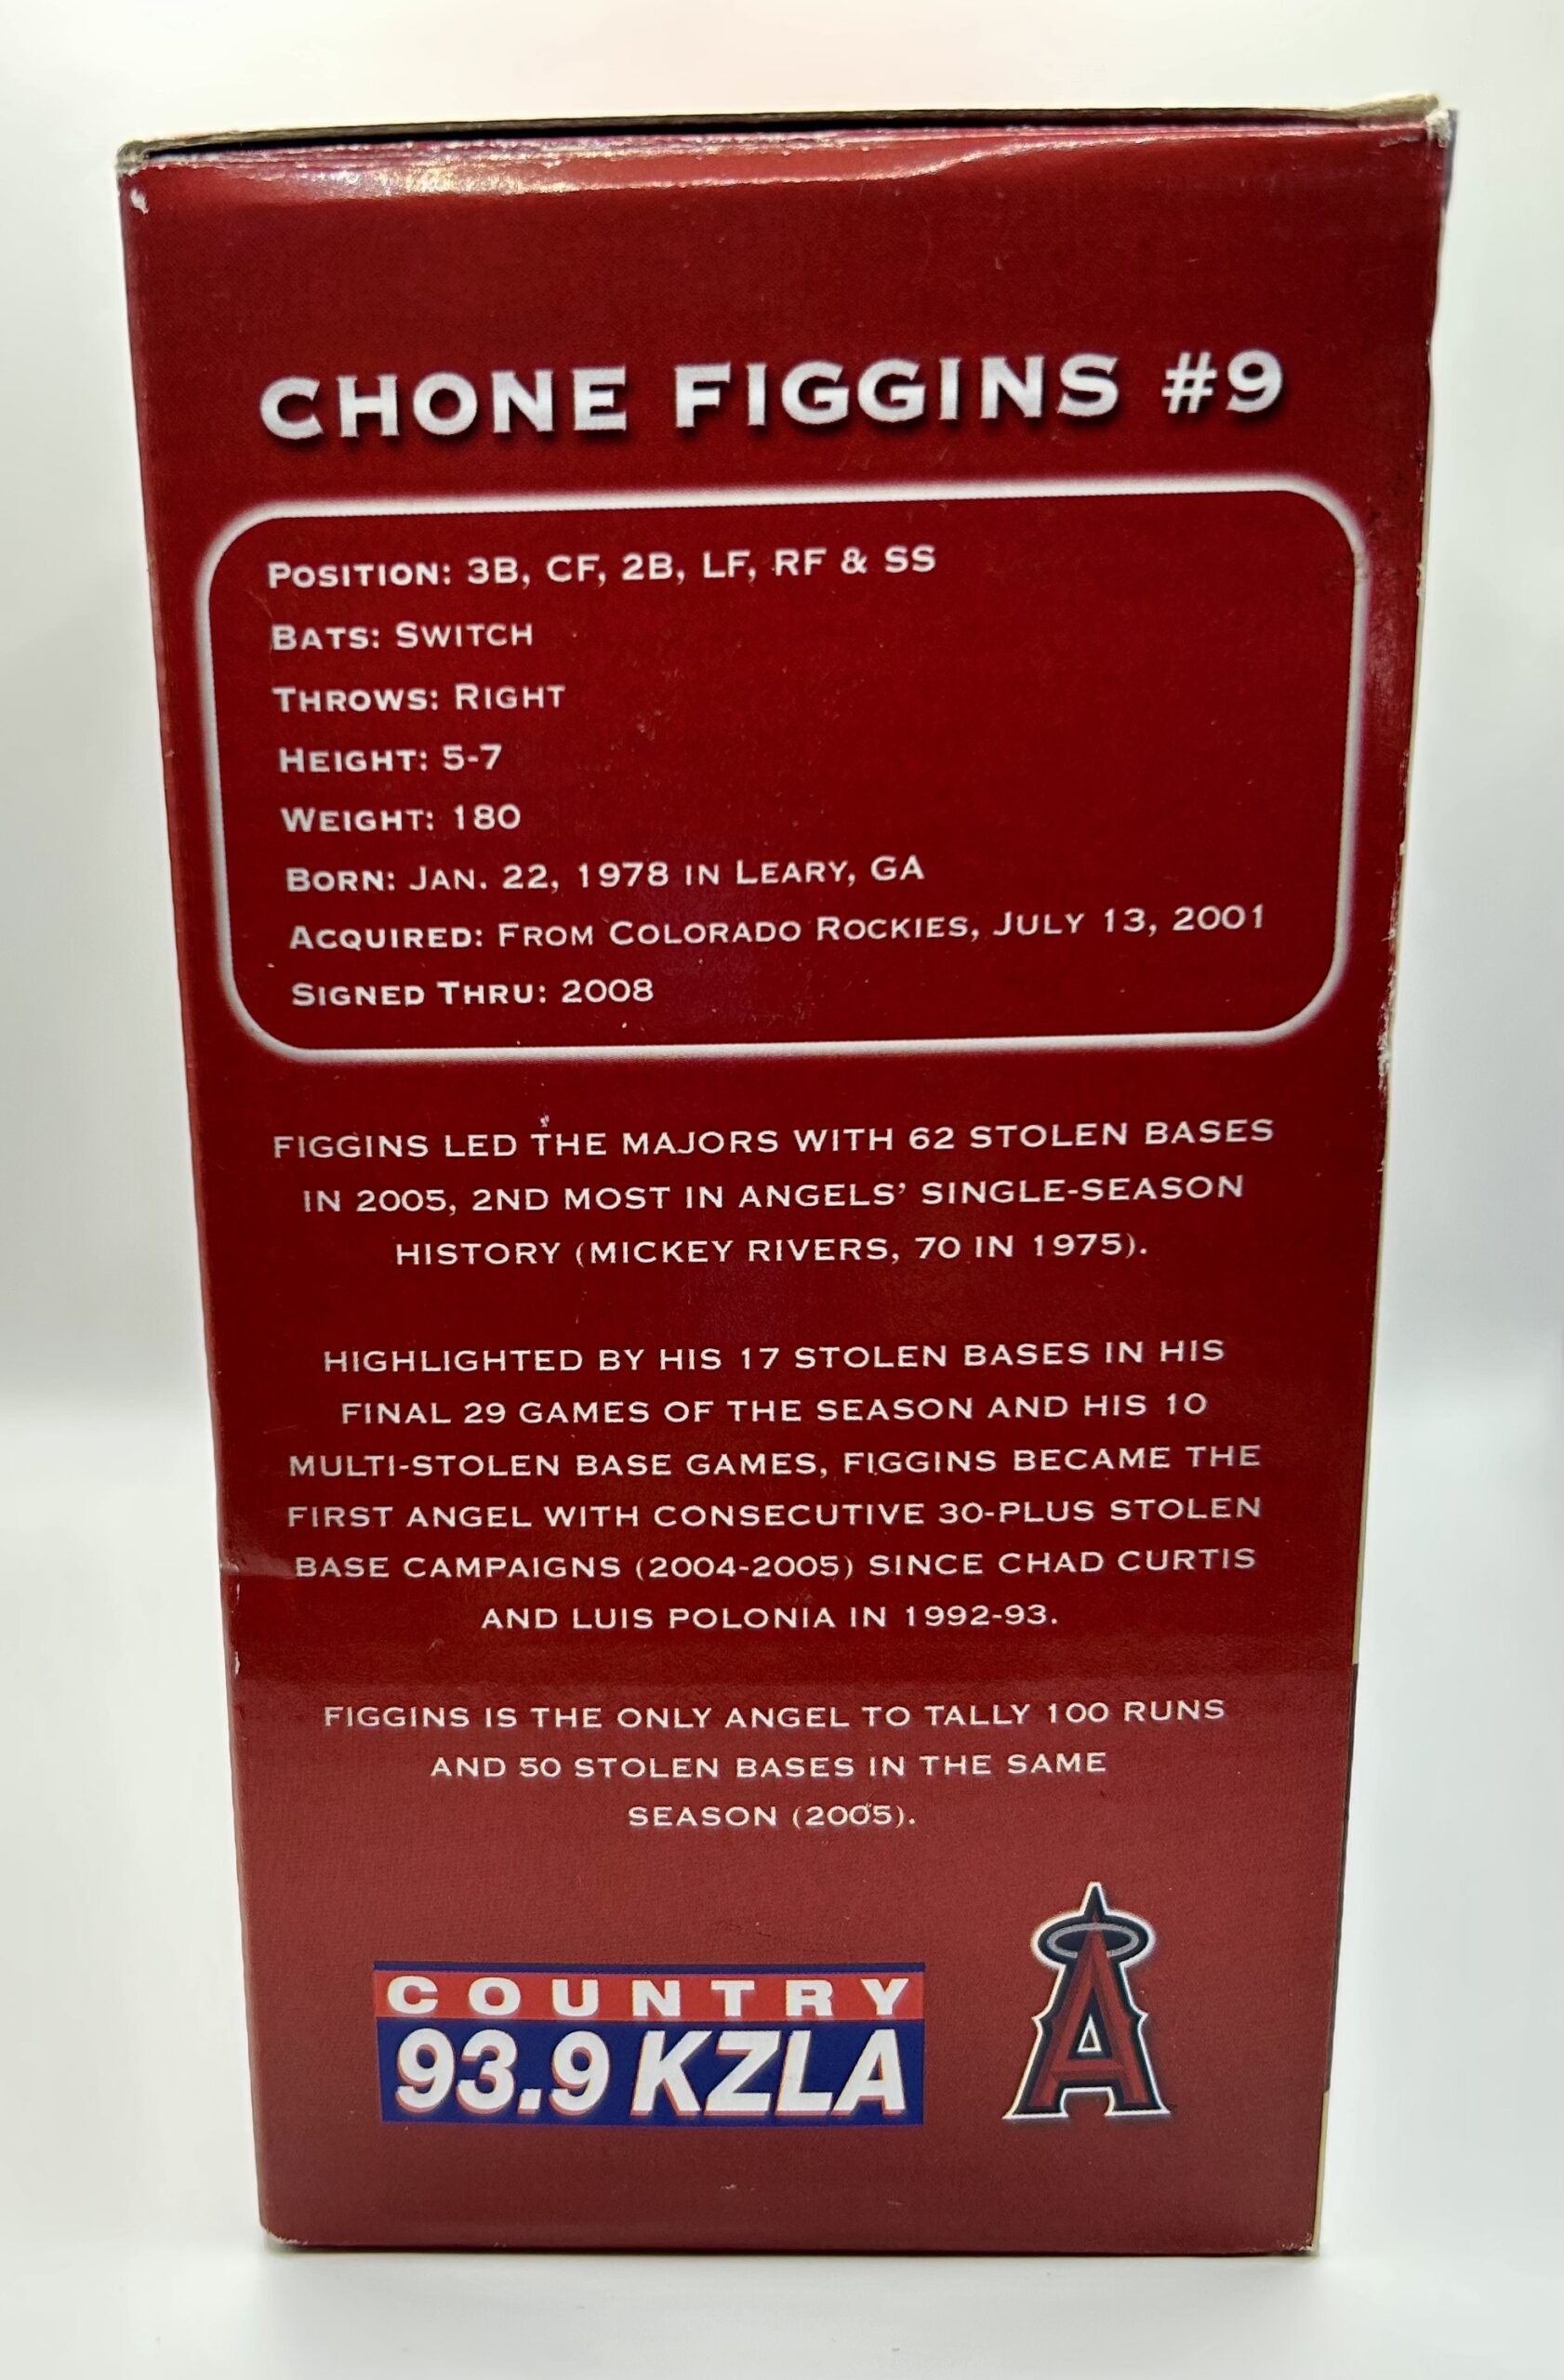 CHONE FIGGINS #9
POSITION: 3B, CF, 2B, LF, RF & SS
BATS: SWITCH
THROWS: RIGHT
HEIGHT: 5-7
WEIGHT: 180
BORN: JAN. 22, 1978 IN LEARY, GA
ACQUIRED: FROM COLORADO ROCKIES, JULY 13, 2001
SIGNED THRU: 2008
FIGGINS LED THE MAJORS WITH 62 STOLEN BASES
IN 2005, 2ND MOST IN ANGELS' SINGLE-SEASON
HISTORY (MICKEY RIVERS, 70 IN 1975).
HIGHLIGHTED BY HIS 17 STOLEN BASES IN HIS
FINAL 29 GAMES OF THE SEASON AND HIS 10
MULTI-STOLEN BASE GAMES, FIGGINS BECAME THE
FIRST ANGEL WITH CONSECUTIVE 30-PLUS STOLEN
BASE CAMPAIGNS (2004-2005) SINCE CHAD CURTIS
AND LUIS POLONIA IN 1992-93.
FIGGINS IS THE ONLY ANGEL TO TALLY 100 RUNS
AND 50 STOLEN BASES IN THE SAME
SEASON (2005).
COUNTRY
93.9 KZLA
A